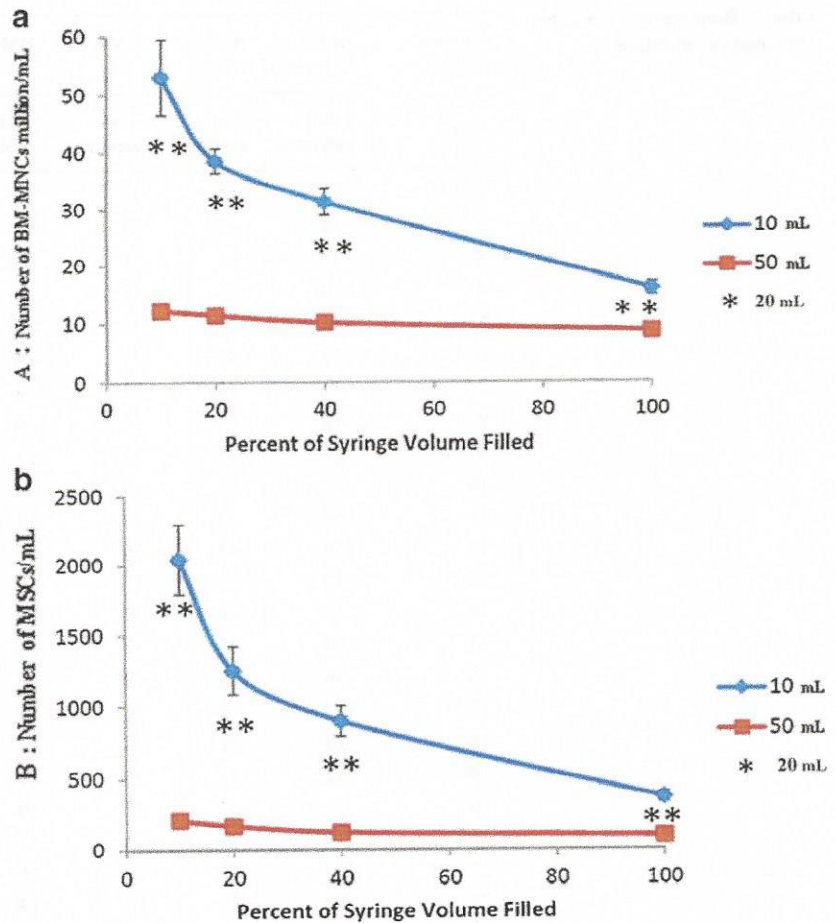 a
A : Number of BM-MNCs million/mL
60
50
40
30
20
10
0
**
**
**
**
0 20 40 60 80 100
Percent of Syringe Volume Filled
10 mL
50 mL
* 20 mL
b
B : Number of MSCs/mL
2500
2000
1500
1000
500
0
**
**
**
**
0 20 40 60 80 100
Percent of Syringe Volume Filled
10 mL
50 mL
* 20 mL